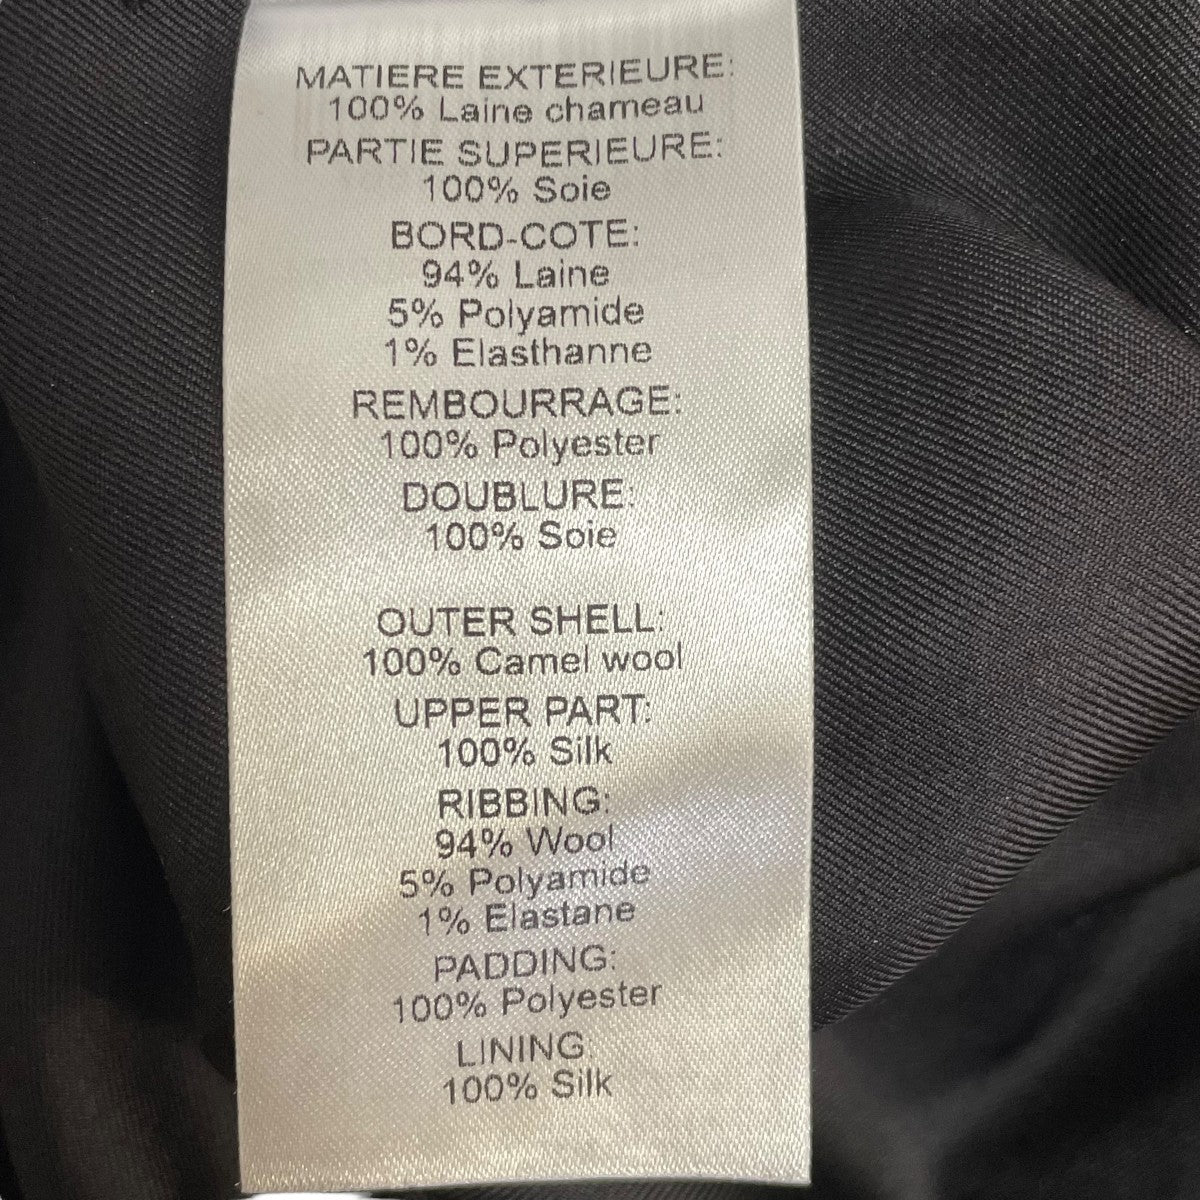 MATIERE EXTERIEURE:
100% Laine chameau
PARTIE SUPERIEURE:
100% Soie
BORD-COTE:
94% Laine
5% Polyamide
1% Elasthanne
REMBOURRAGE:
100% Polyester
DOUBLURE:
100% Soie
OUTER SHELL:
100% Camel wool
UPPER PART:
100% Silk
RIBBING:
94% Wool
5% Polyamide
1% Elastane
PADDING:
100% Polyester
LINING:
100% Silk